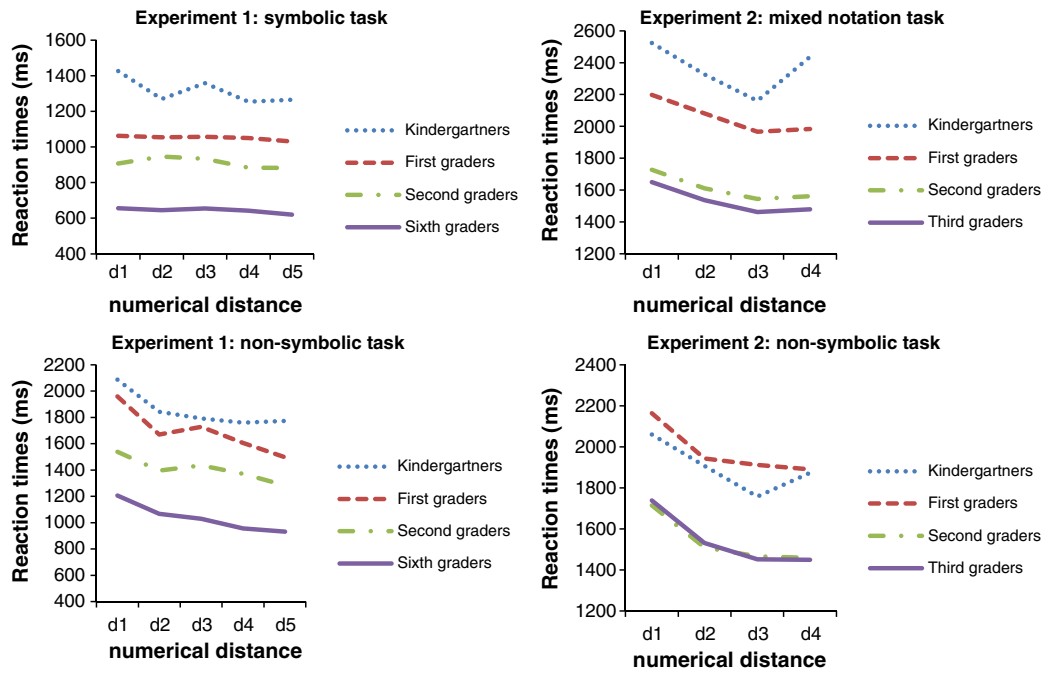 Experiment 1: symbolic task
Reaction times (ms)
1600
1400
1200
1000
800
600
400
d1 d2 d3 d4 d5
numerical distance
Kindergartners
First graders
Second graders
Sixth graders
Experiment 2: mixed notation task
Reaction times (ms)
2600
2400
2200
2000
1800
1600
1400
1200
d1 d2 d3 d4
numerical distance
Kindergartners
First graders
Second graders
Third graders
Experiment 1: non-symbolic task
Reaction times (ms)
2200
2000
1800
1600
1400
1200
1000
800
600
400
d1 d2 d3 d4 d5
numerical distance
Kindergartners
First graders
Second graders
Sixth graders
Experiment 2: non-symbolic task
Reaction times (ms)
2400
2200
2000
1800
1600
1400
1200
d1 d2 d3 d4
numerical distance
Kindergartners
First graders
Second graders
Third graders